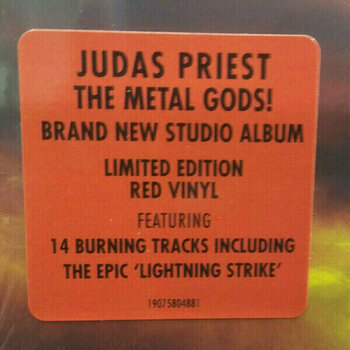 JUDAS PRIEST
THE METAL GODS!
BRAND NEW STUDIO ALBUM
LIMITED EDITION
RED VINYL
FEATURING
14 BURNING TRACKS INCLUDING
THE EPIC ‘LIGHTNING STRIKE’
19075804881